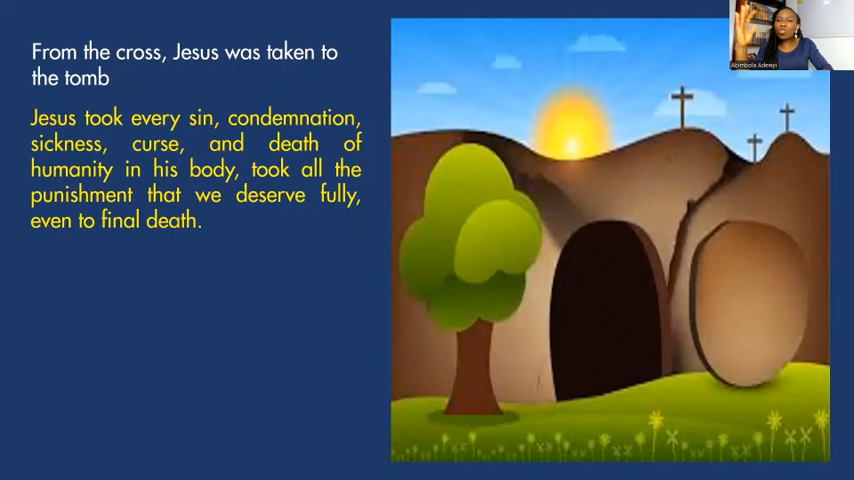 From the cross, Jesus was taken to
the tomb
Jesus took every sin, condemnation,
sickness, curse, and death of
humanity in his body, took all the
punishment that we deserve fully,
even to final death.
Abimbola Adeniyi